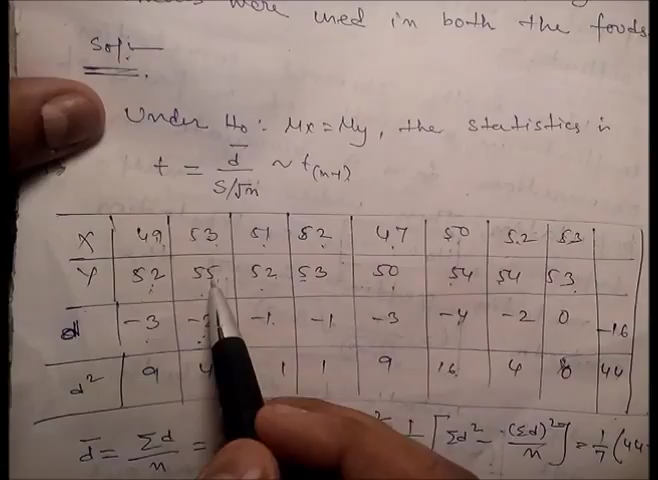 were used in both the foods
Sol:-
Under H₀ : μx = μy, the statistics is
t = d̄ / (S/√n) ~ t(n-1)
X 49 53 51 52 47 50 52 53
Y 52 55 52 53 50 54 54 53
d -3 -2 -1 -1 -3 -4 -2 0 -16
d² 9 4 1 1 9 16 4 0 44
d̄ = Σd/n = 1/ [Σd² - (Σd)²/n] = 1/7 (44